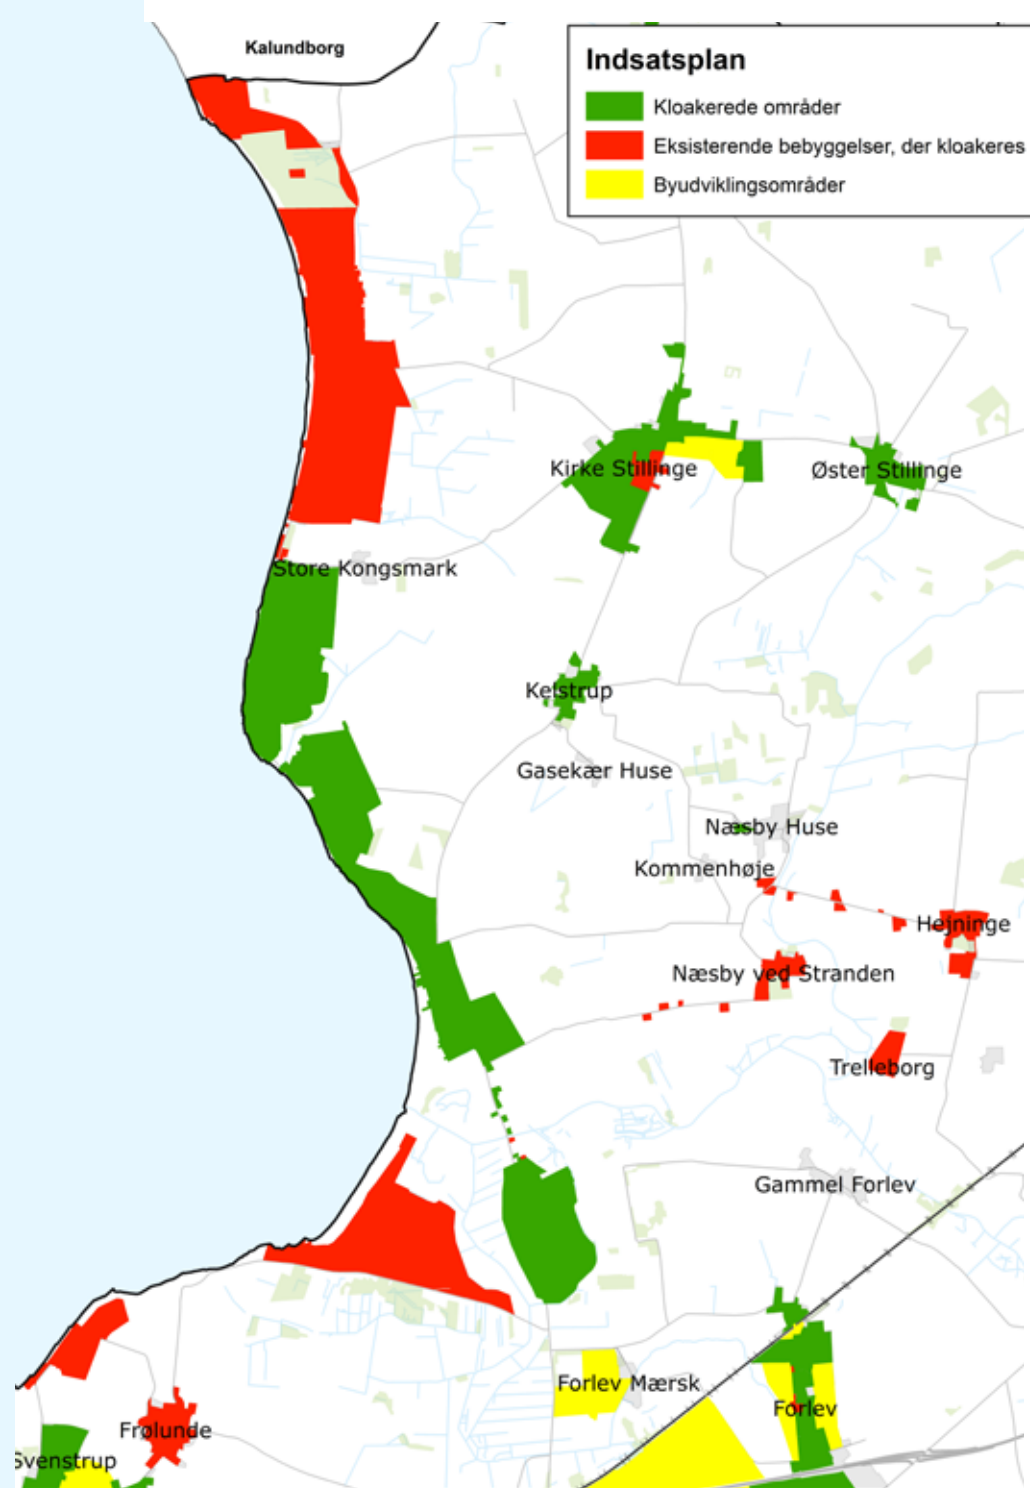 Kalundborg
Indsatsplan
Kloakerede områder
Eksisterende bebyggelser, der kloakeres
Byudviklingsområder
Kirke Stillinge
Øster Stillinge
Store Kongsmark
Kelstrup
Gasekær Huse
Næsby Huse
Kommenhøje
Hejninge
Næsby ved Stranden
Trelleborg
Gammel Forlev
Forlev Mærsk
Forlev
Frølunde
Svenstrup